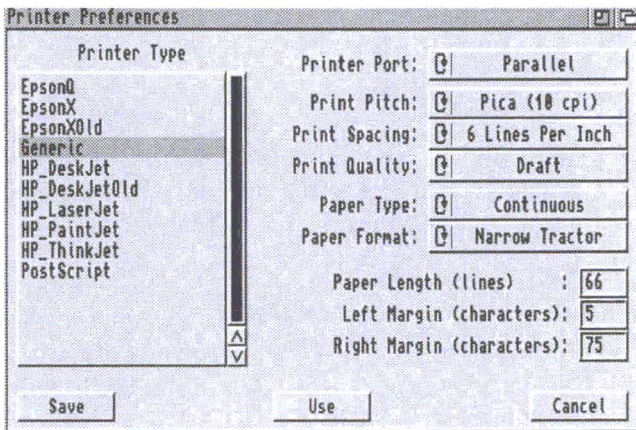 Printer Preferences
Printer Type
EpsonQ
EpsonX
EpsonXOld
Generic
HP_DeskJet
HP_DeskJetOld
HP_LaserJet
HP_PaintJet
HP_ThinkJet
PostScript
Printer Port: Parallel
Print Pitch: Pica (10 cpi)
Print Spacing: 6 Lines Per Inch
Print Quality: Draft
Paper Type: Continuous
Paper Format: Narrow Tractor
Paper Length (lines) : 66
Left Margin (characters): 5
Right Margin (characters): 75
Save
Use
Cancel